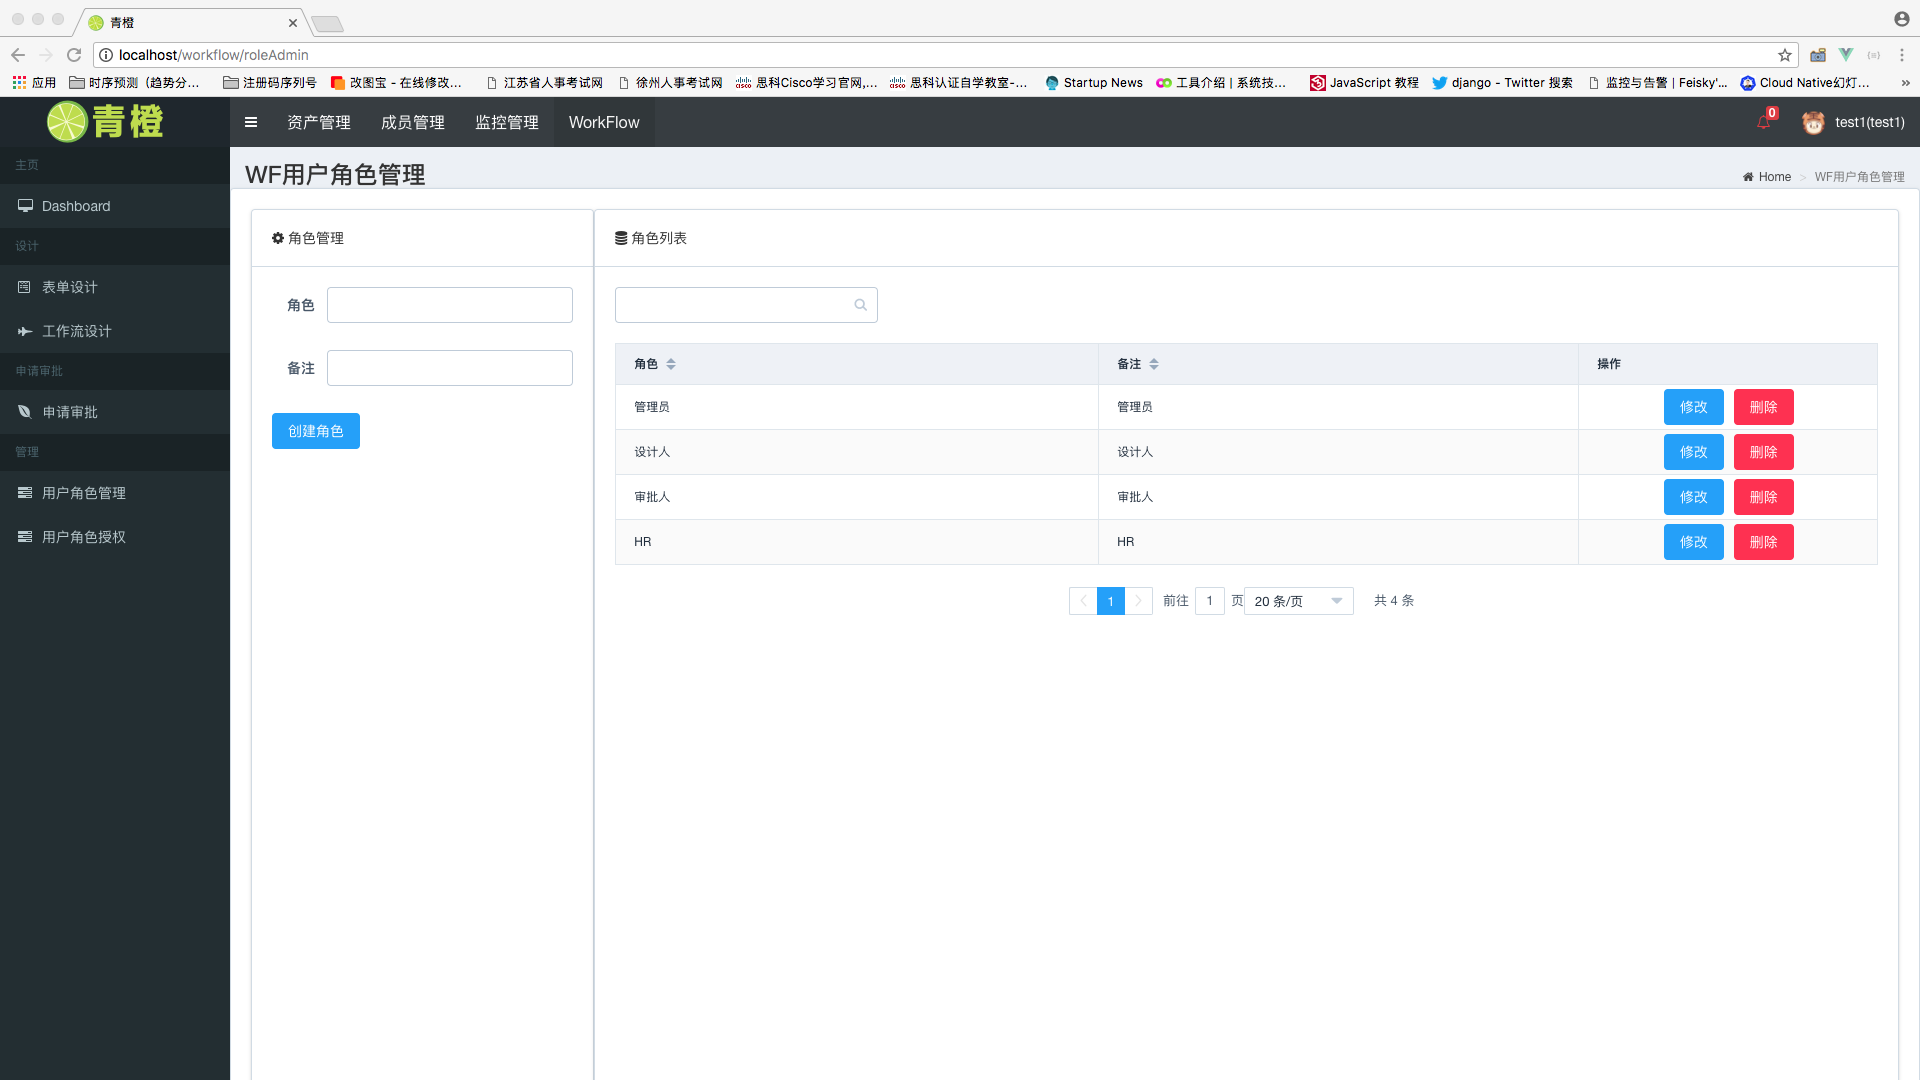 青橙
localhost/workflow/roleAdmin
应用
时序预测（趋势分...
注册码序列号
改图宝 - 在线修改...
江苏省人事考试网
徐州人事考试网
思科Cisco学习官网,...
思科认证自学教室-...
Startup News
工具介绍 | 系统技...
JavaScript 教程
django - Twitter 搜索
监控与告警 | Feisky'...
Cloud Native幻灯...
»
青橙
资产管理
成员管理
监控管理
WorkFlow
0
test1(test1)
主页
Dashboard
设计
表单设计
工作流设计
申请审批
申请审批
管理
用户角色管理
用户角色授权
WF用户角色管理
Home > WF用户角色管理
角色管理
角色
备注
创建角色
角色列表
角色 备注 操作
管理员 管理员 修改 删除
设计人 设计人 修改 删除
审批人 审批人 修改 删除
HR HR 修改 删除
1 前往 1 页 20 条/页 共 4 条